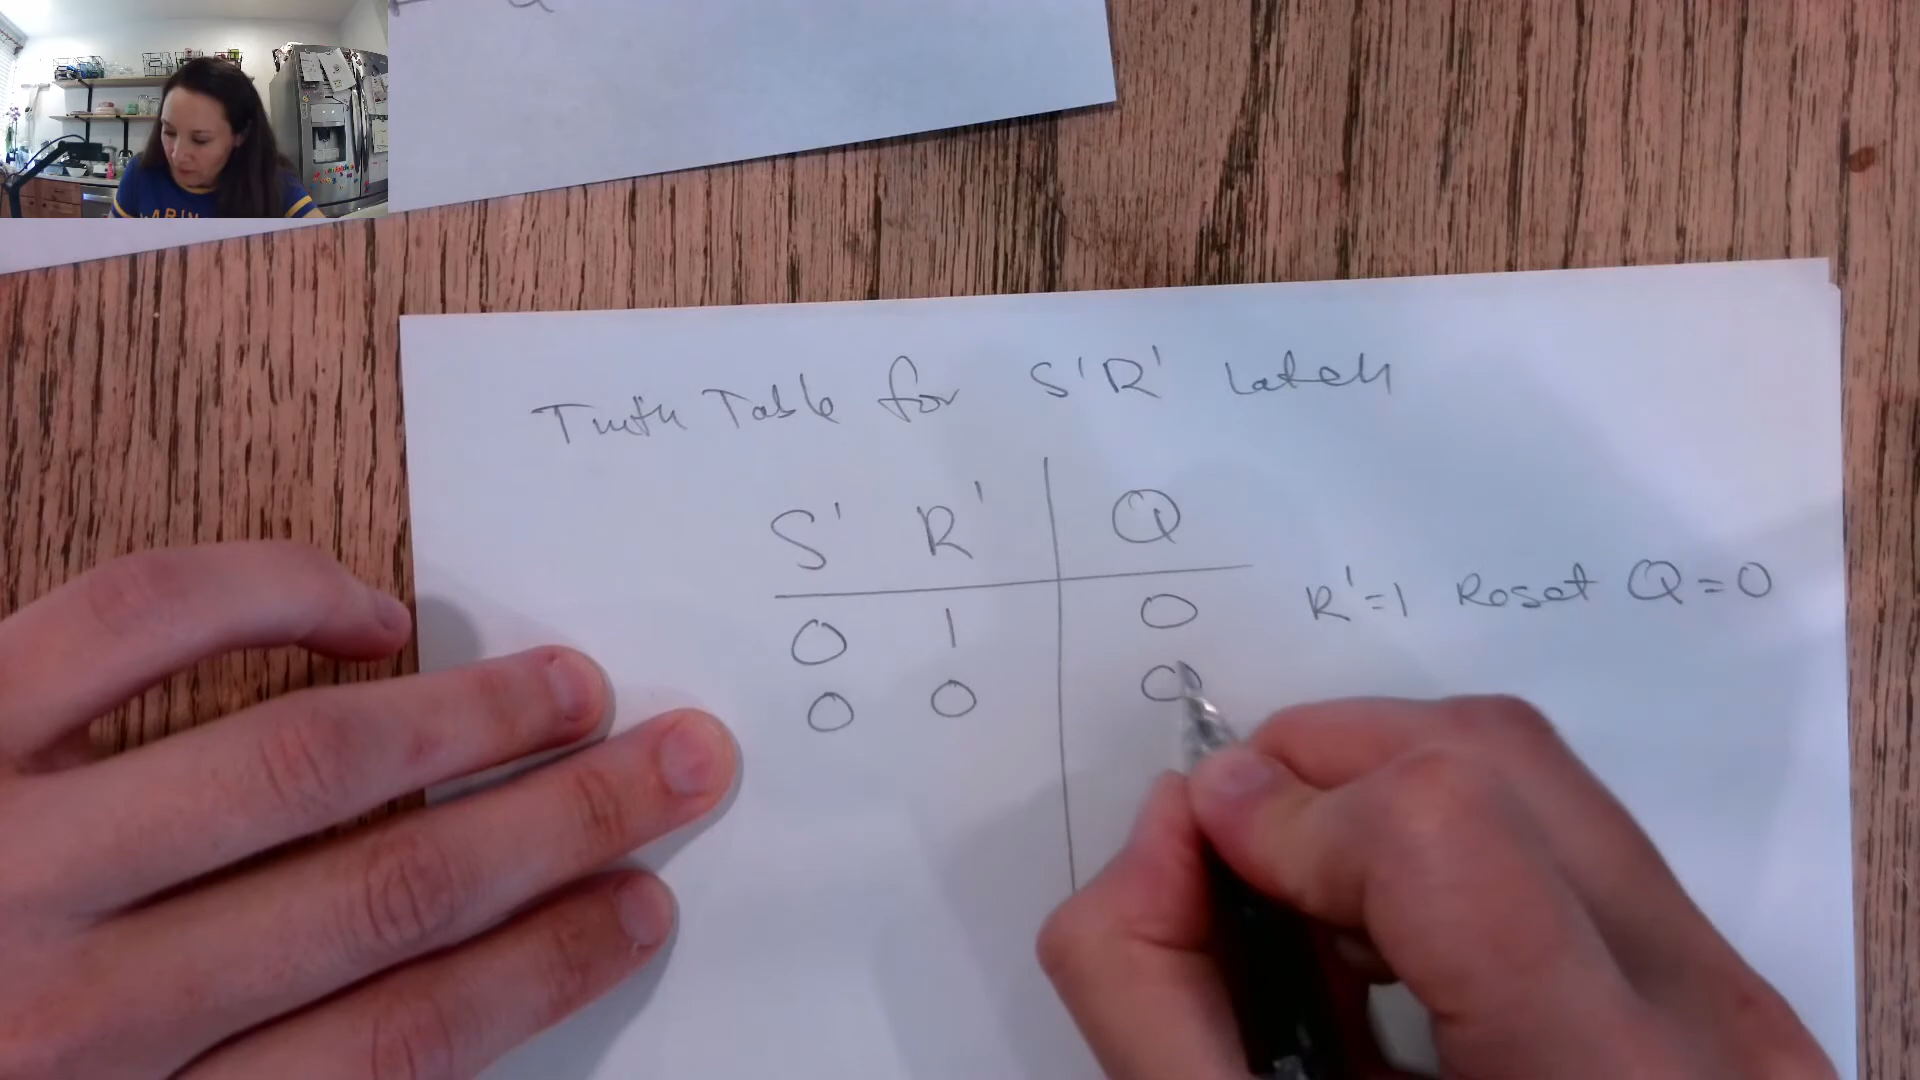 Truth Table for S'R' Latch
S' R' Q
0 1 0 R'=1 Reset Q=0
0 0 0